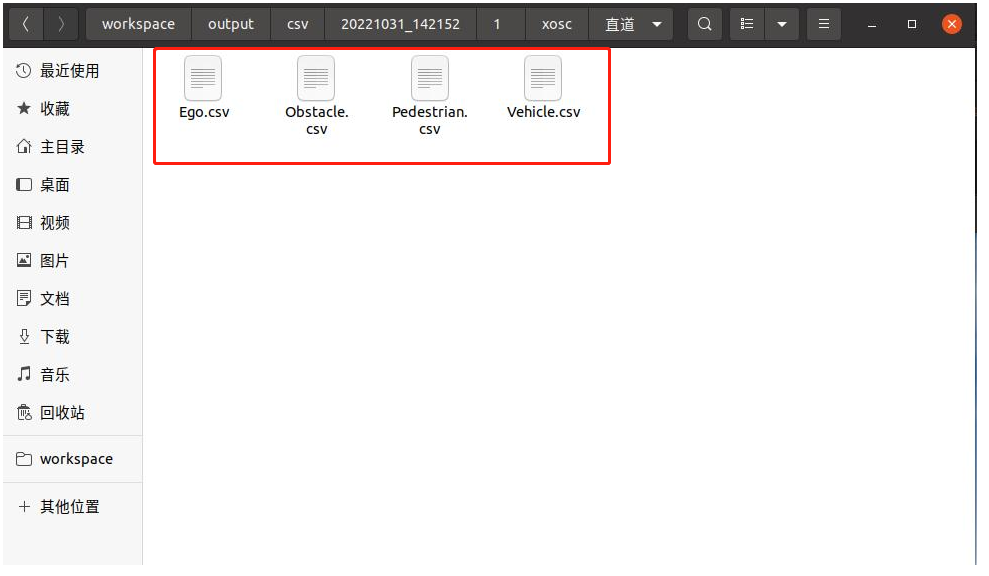 workspace output csv 20221031_142152 1 xosc 直道
最近使用
收藏
主目录
桌面
视频
图片
文档
下载
音乐
回收站
workspace
其他位置
Ego.csv
Obstacle.
csv
Pedestrian.
csv
Vehicle.csv